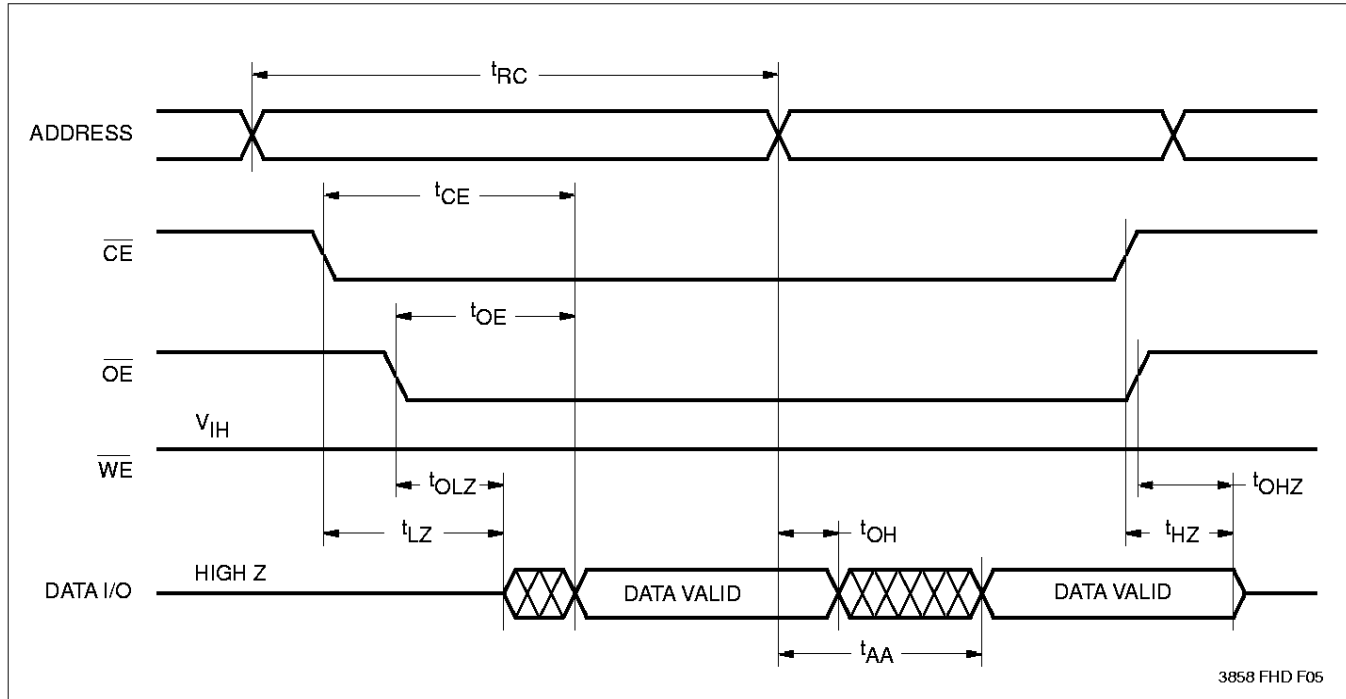 tRC
ADDRESS
tCE
CE
tOE
OE
VIH
WE
tOLZ
tOHZ
tLZ
tOH
tHZ
DATA I/O
HIGH Z
DATA VALID
DATA VALID
tAA
3858 FHD F05